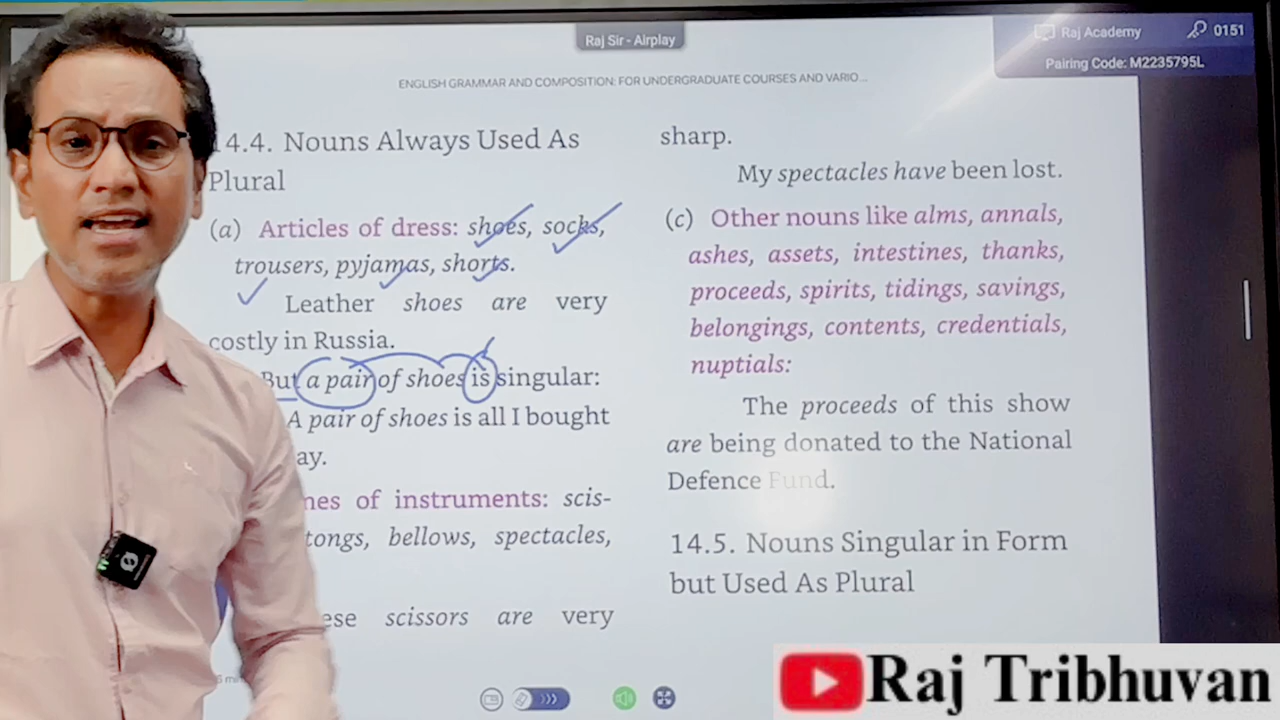 Raj Sir - Airplay
Raj Academy
0151
Pairing Code: M2235795L
ENGLISH GRAMMAR AND COMPOSITION: FOR UNDERGRADUATE COURSES AND VARIO...
14.4. Nouns Always Used As
Plural
(a) Articles of dress: shoes, socks,
trousers, pyjamas, shorts.
Leather shoes are very
costly in Russia.
But a pair of shoes is singular:
A pair of shoes is all I bought
ay.
nes of instruments: scis-
tongs, bellows, spectacles,
ese scissors are very
sharp.
My spectacles have been lost.
(c) Other nouns like alms, annals,
ashes, assets, intestines, thanks,
proceeds, spirits, tidings, savings,
belongings, contents, credentials,
nuptials:
The proceeds of this show
are being donated to the National
Defence Fund.
14.5. Nouns Singular in Form
but Used As Plural
Raj Tribhuvan